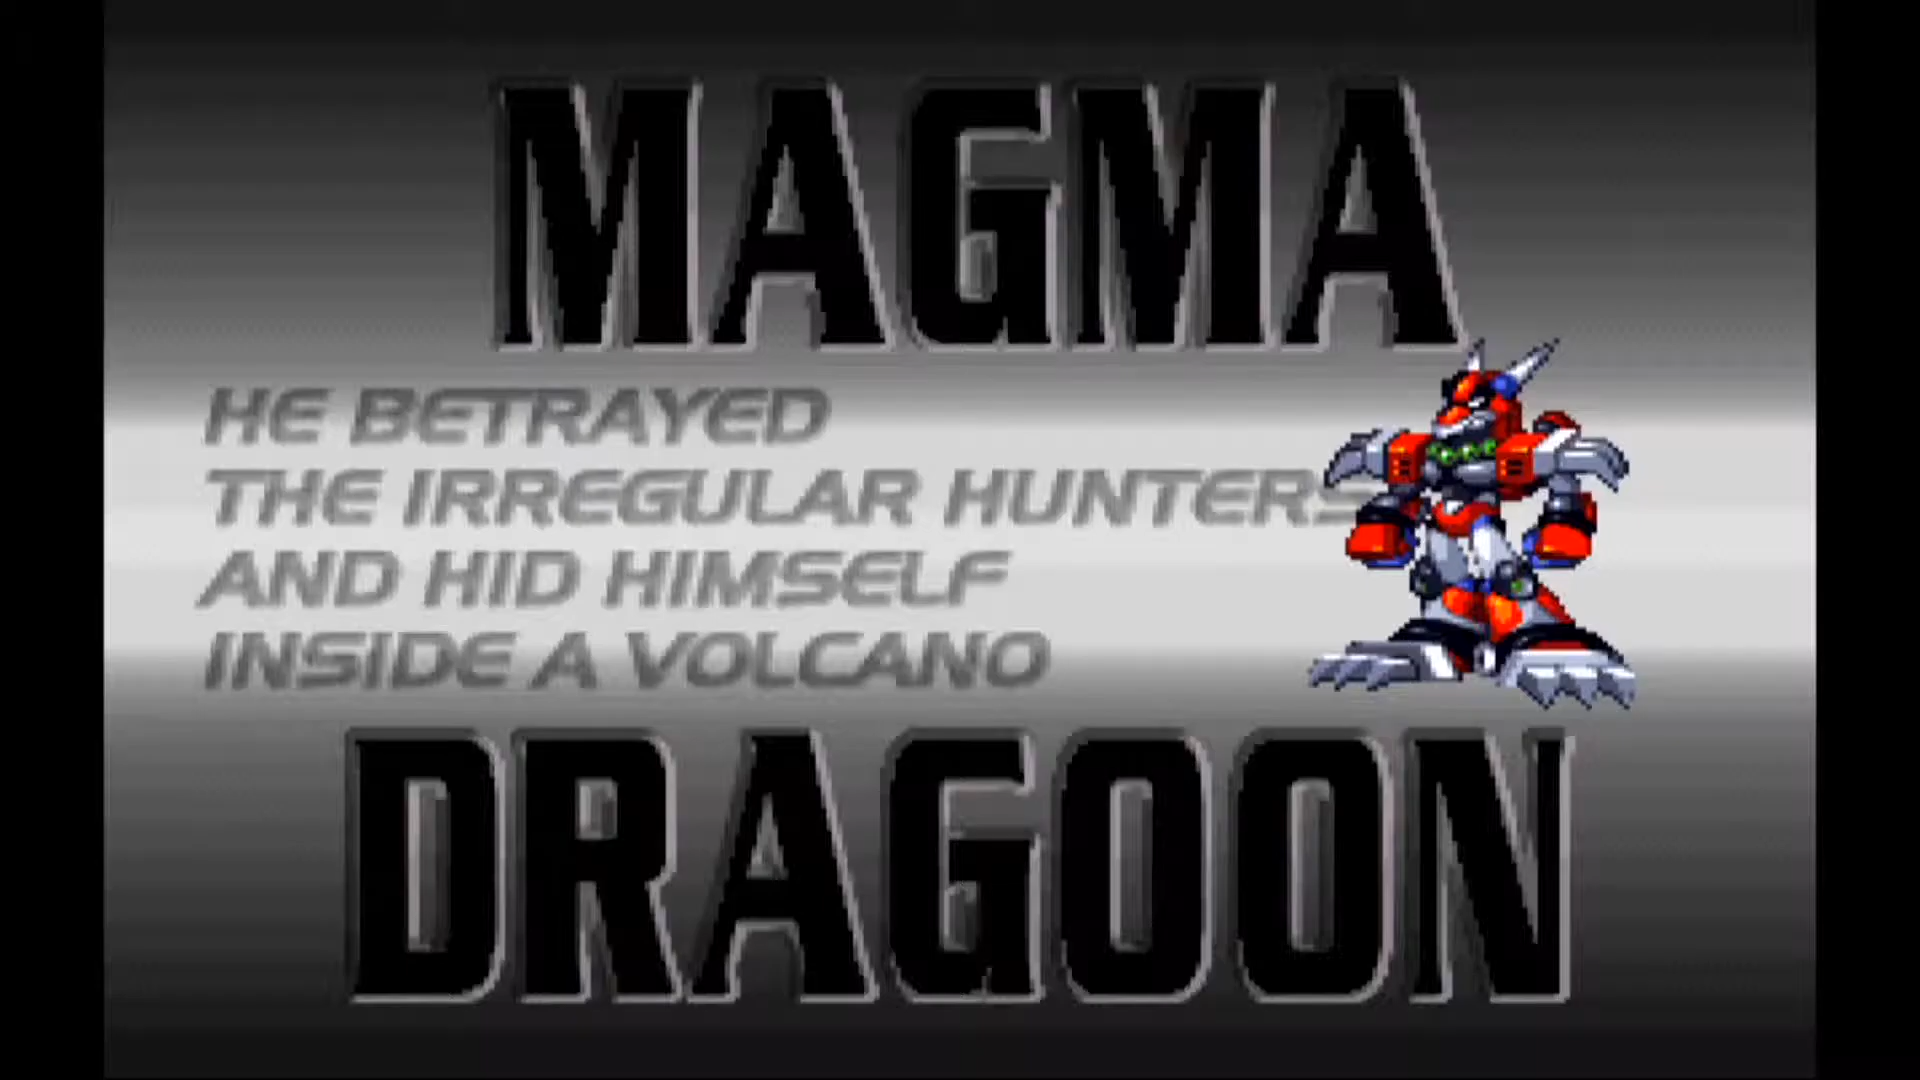 MAGMA
HE BETRAYED
THE IRREGULAR HUNTERS
AND HID HIMSELF
INSIDE A VOLCANO
DRAGOON